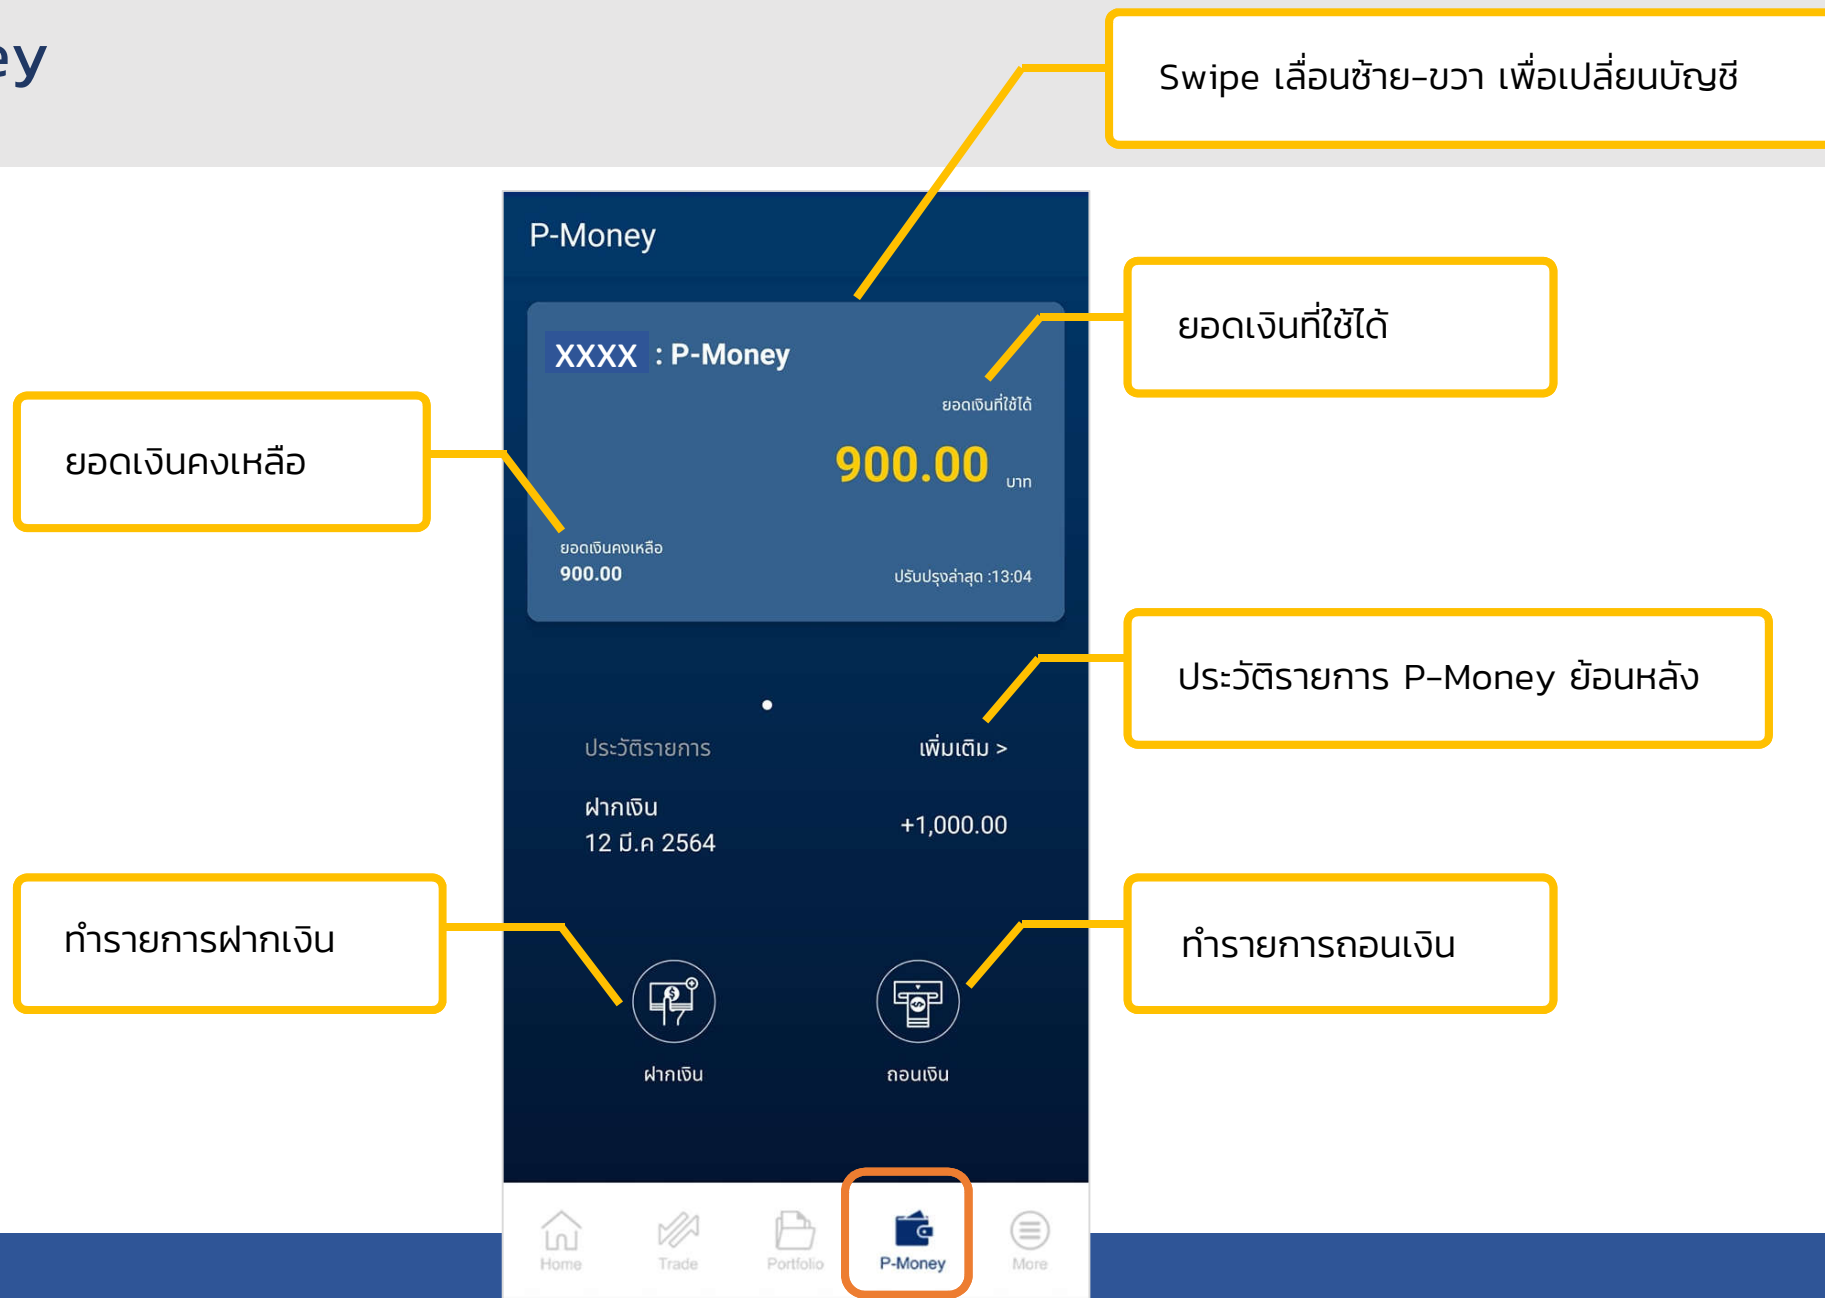 ey
Swipe เลื่อนซ้าย-ขวา เพื่อเปลี่ยนบัญชี
P-Money
ยอดเงินที่ใช้ได้
XXXX : P-Money
ยอดเงินที่ใช้ได้
ยอดเงินคงเหลือ
900.00 บาท
ยอดเงินคงเหลือ
900.00
ปรับปรุงล่าสุด :13:04
ประวัติรายการ P-Money ย้อนหลัง
ประวัติรายการ
เพิ่มเติม >
ฝากเงิน
12 มี.ค 2564
+1,000.00
ทำรายการฝากเงิน
ทำรายการถอนเงิน
ฝากเงิน
ถอนเงิน
Home
Trade
Portfolio
P-Money
More